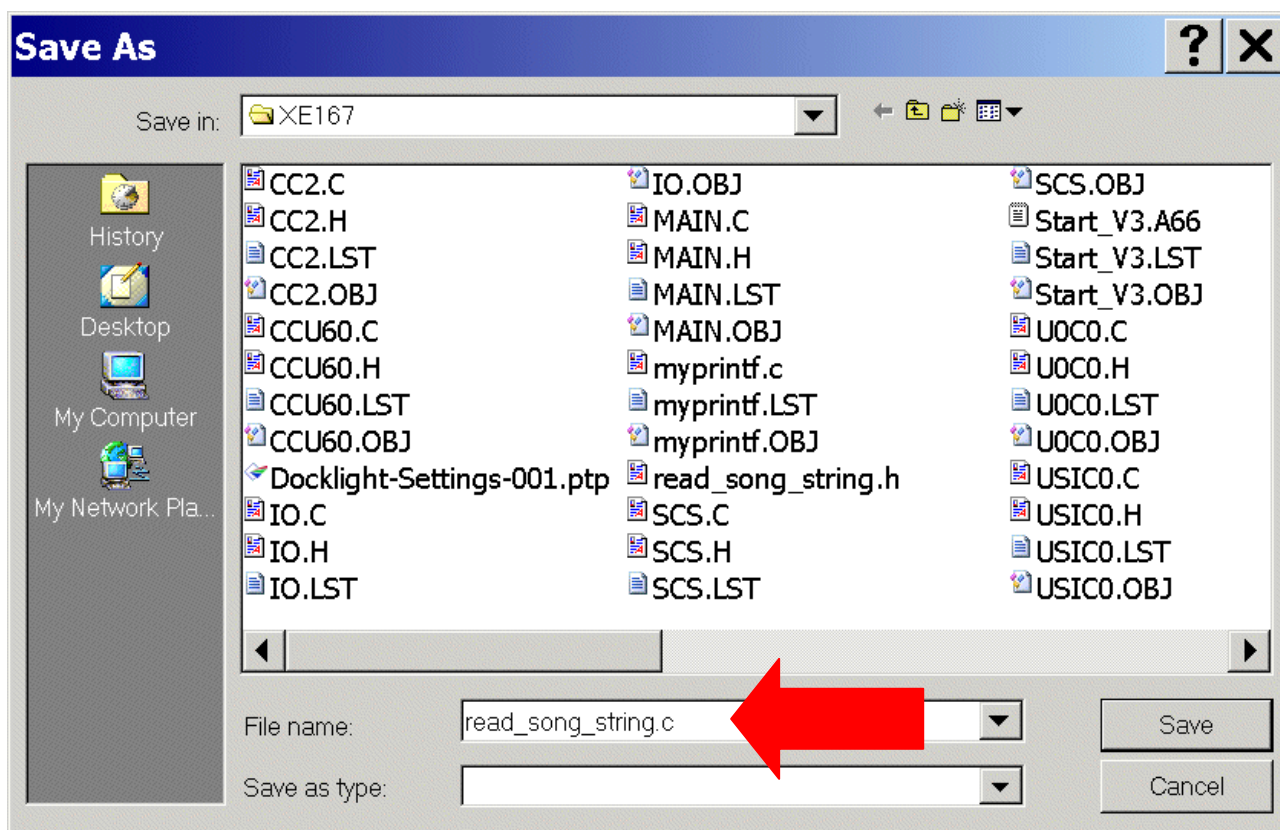 Save As
Save in:
XE167
History
Desktop
My Computer
My Network Pla...
CC2.C
CC2.H
CC2.LST
CC2.OBJ
CCU60.C
CCU60.H
CCU60.LST
CCU60.OBJ
Docklight-Settings-001.ptp
IO.C
IO.H
IO.LST
IO.OBJ
MAIN.C
MAIN.H
MAIN.LST
MAIN.OBJ
myprintf.c
myprintf.LST
myprintf.OBJ
read_song_string.h
SCS.C
SCS.H
SCS.LST
SCS.OBJ
Start_V3.A66
Start_V3.LST
Start_V3.OBJ
U0C0.C
U0C0.H
U0C0.LST
U0C0.OBJ
USIC0.C
USIC0.H
USIC0.LST
USIC0.OBJ
File name:
read_song_string.c
Save
Save as type:
Cancel